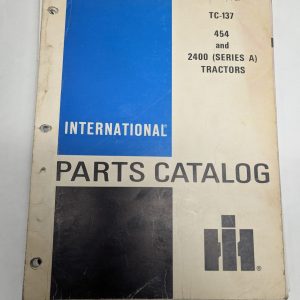 TC-137
454
and
2400 (SERIES A)
TRACTORS
INTERNATIONAL®
PARTS CATALOG
IH®